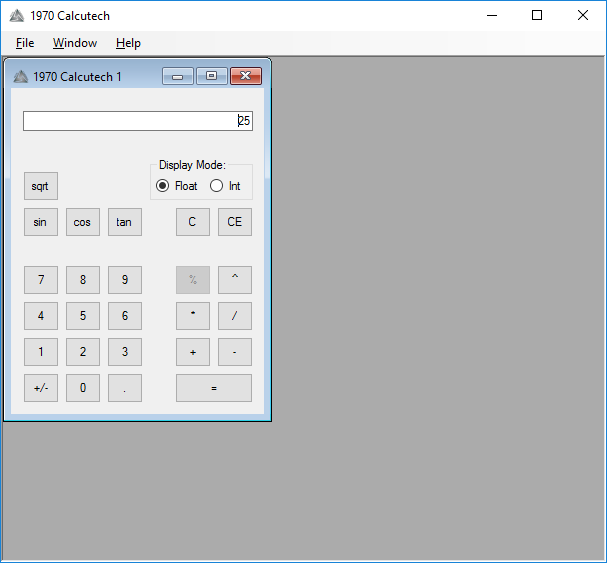 1970 Calcutech
File Window Help
1970 Calcutech 1
25
Display Mode:
sqrt Float Int
sin cos tan C CE
7 8 9 % ^
4 5 6 * /
1 2 3 + -
+/- 0 . =